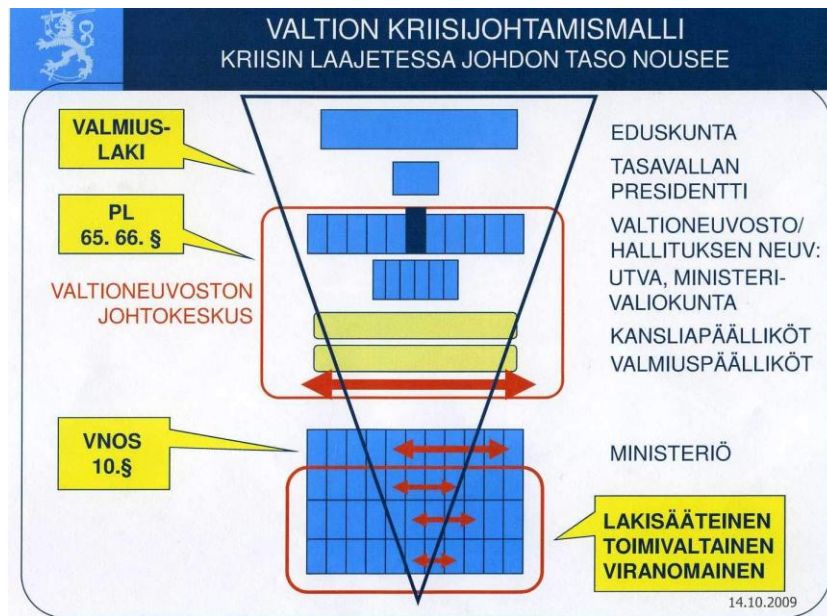 VALTION KRIISIJOHTAMISMALLI
KRIISIN LAAJETESSA JOHDON TASO NOUSEE
VALMIUS-
LAKI
PL
65. 66. §
VALTIONEUVOSTON
JOHTOKESKUS
VNOS
10.§
EDUSKUNTA
TASAVALLAN
PRESIDENTTI
VALTIONEUVOSTO/
HALLITUKSEN NEUV:
UTVA, MINISTERI-
VALIOKUNTA
KANSLIAPÄÄLLIKÖT
VALMIUSPÄÄLLIKÖT
MINISTERIÖ
LAKISÄÄTEINEN
TOIMIVALTAINEN
VIRANOMAINEN
14.10.2009